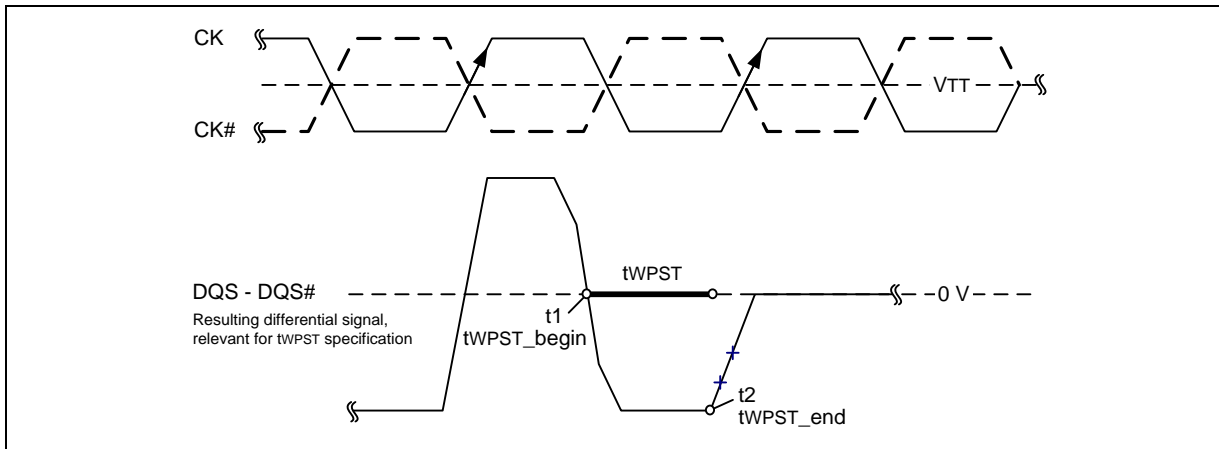 CK
VTT
CK#
tWPST
DQS - DQS#
0 V
Resulting differential signal,
relevant for tWPST specification
t1
tWPST_begin
t2
tWPST_end